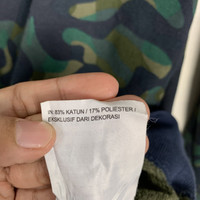 83% KATUN / 17% POLIESTER /
EKSKLUSIF DARI DEKORASI